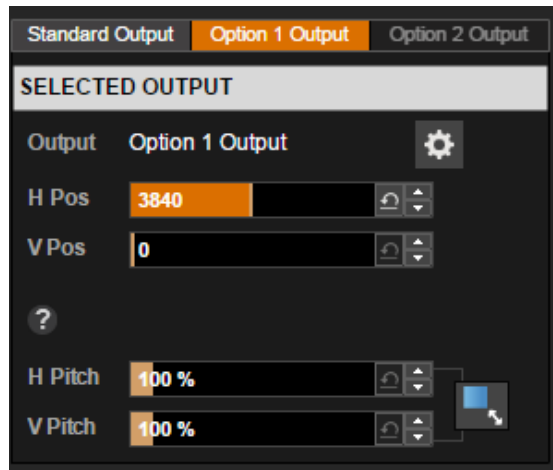 Standard Output Option 1 Output Option 2 Output
SELECTED OUTPUT
Output Option 1 Output
H Pos 3840
V Pos 0
?
H Pitch 100 %
V Pitch 100 %